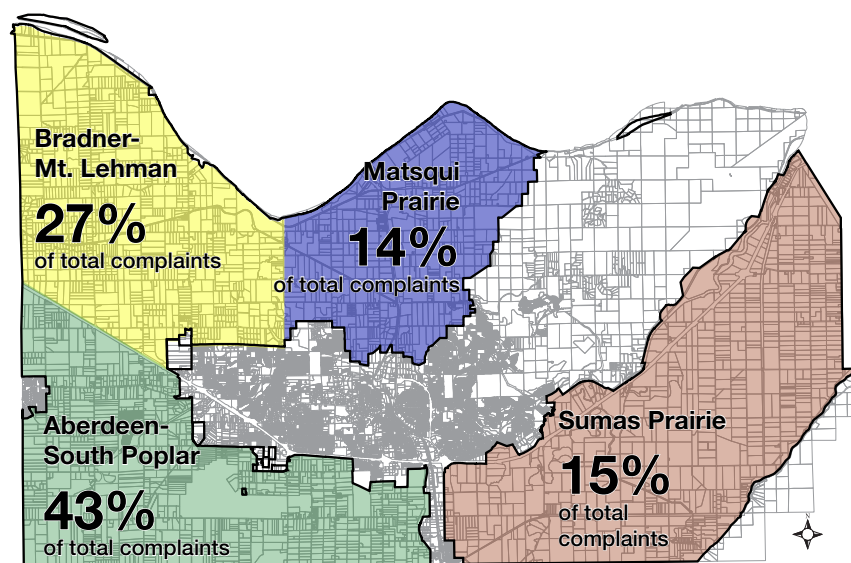 Bradner-
Mt. Lehman
27%
of total complaints
Matsqui
Prairie
14%
of total complaints
Aberdeen-
South Poplar
43%
of total complaints
Sumas Prairie
15%
of total
complaints
N